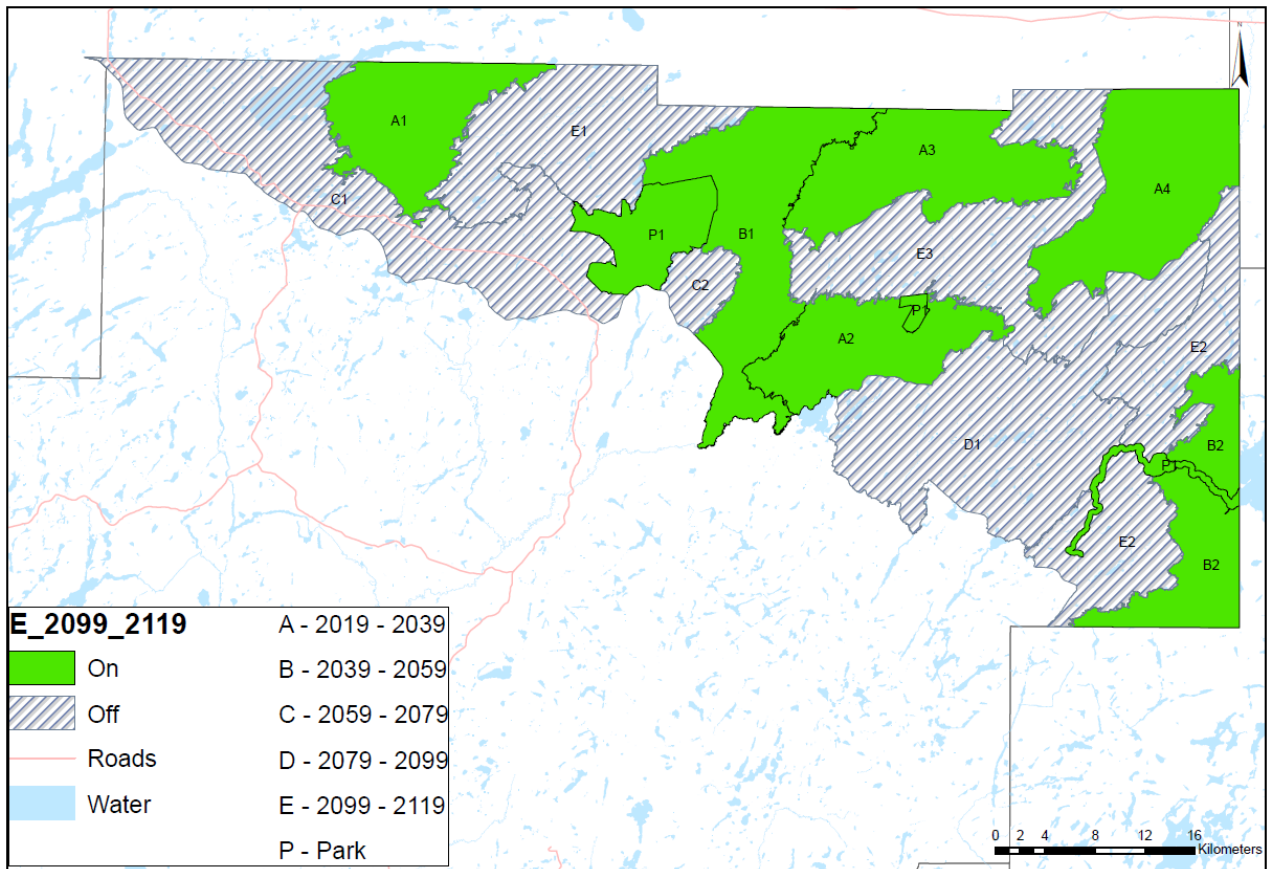 N
A1
E1
A3
A4
C1
P1
B1
E3
C2
P1
A2
E2
D1
B2
P1
E2
B2
E_2099_2119
On
Off
Roads
Water
A - 2019 - 2039
B - 2039 - 2059
C - 2059 - 2079
D - 2079 - 2099
E - 2099 - 2119
P - Park
0 2 4 8 12 16
Kilometers